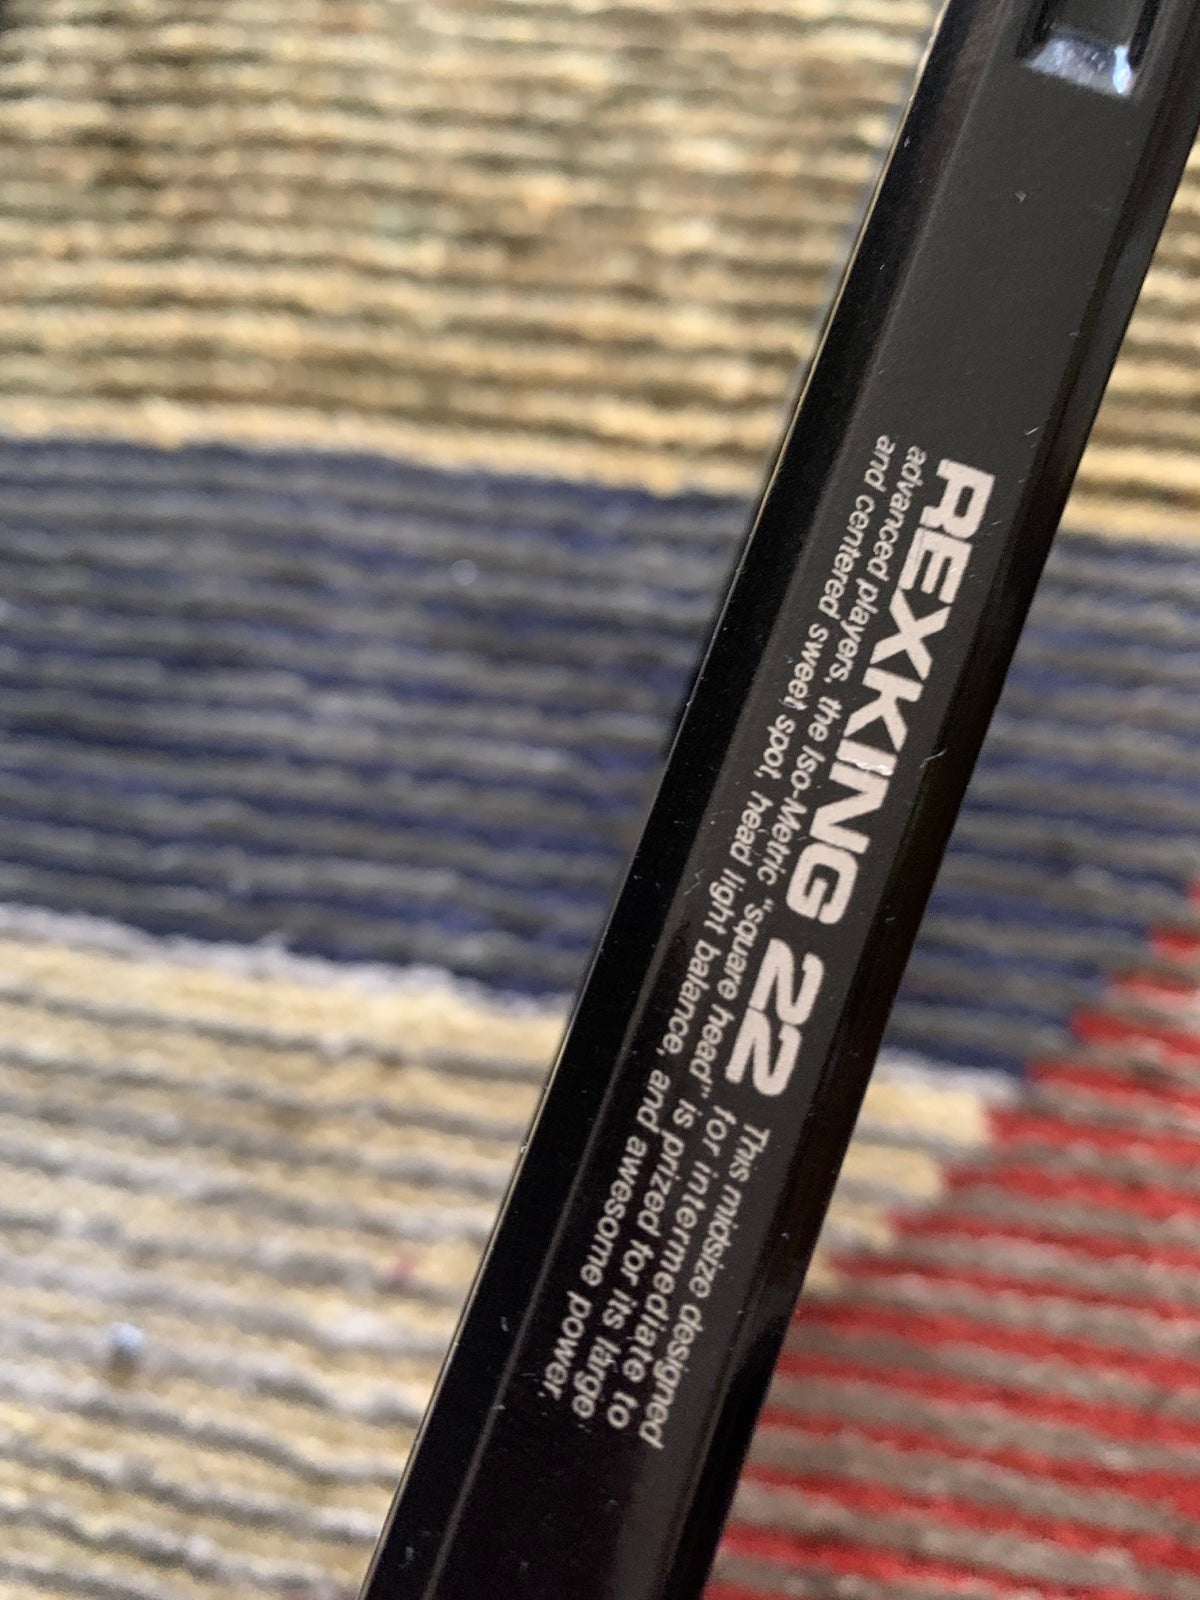 REXKING 22 This midsize designed for intermediate to
advanced players, the Iso-Metric "square head" is prized for its large
and centered sweet spot, head light balance, and awesome power.